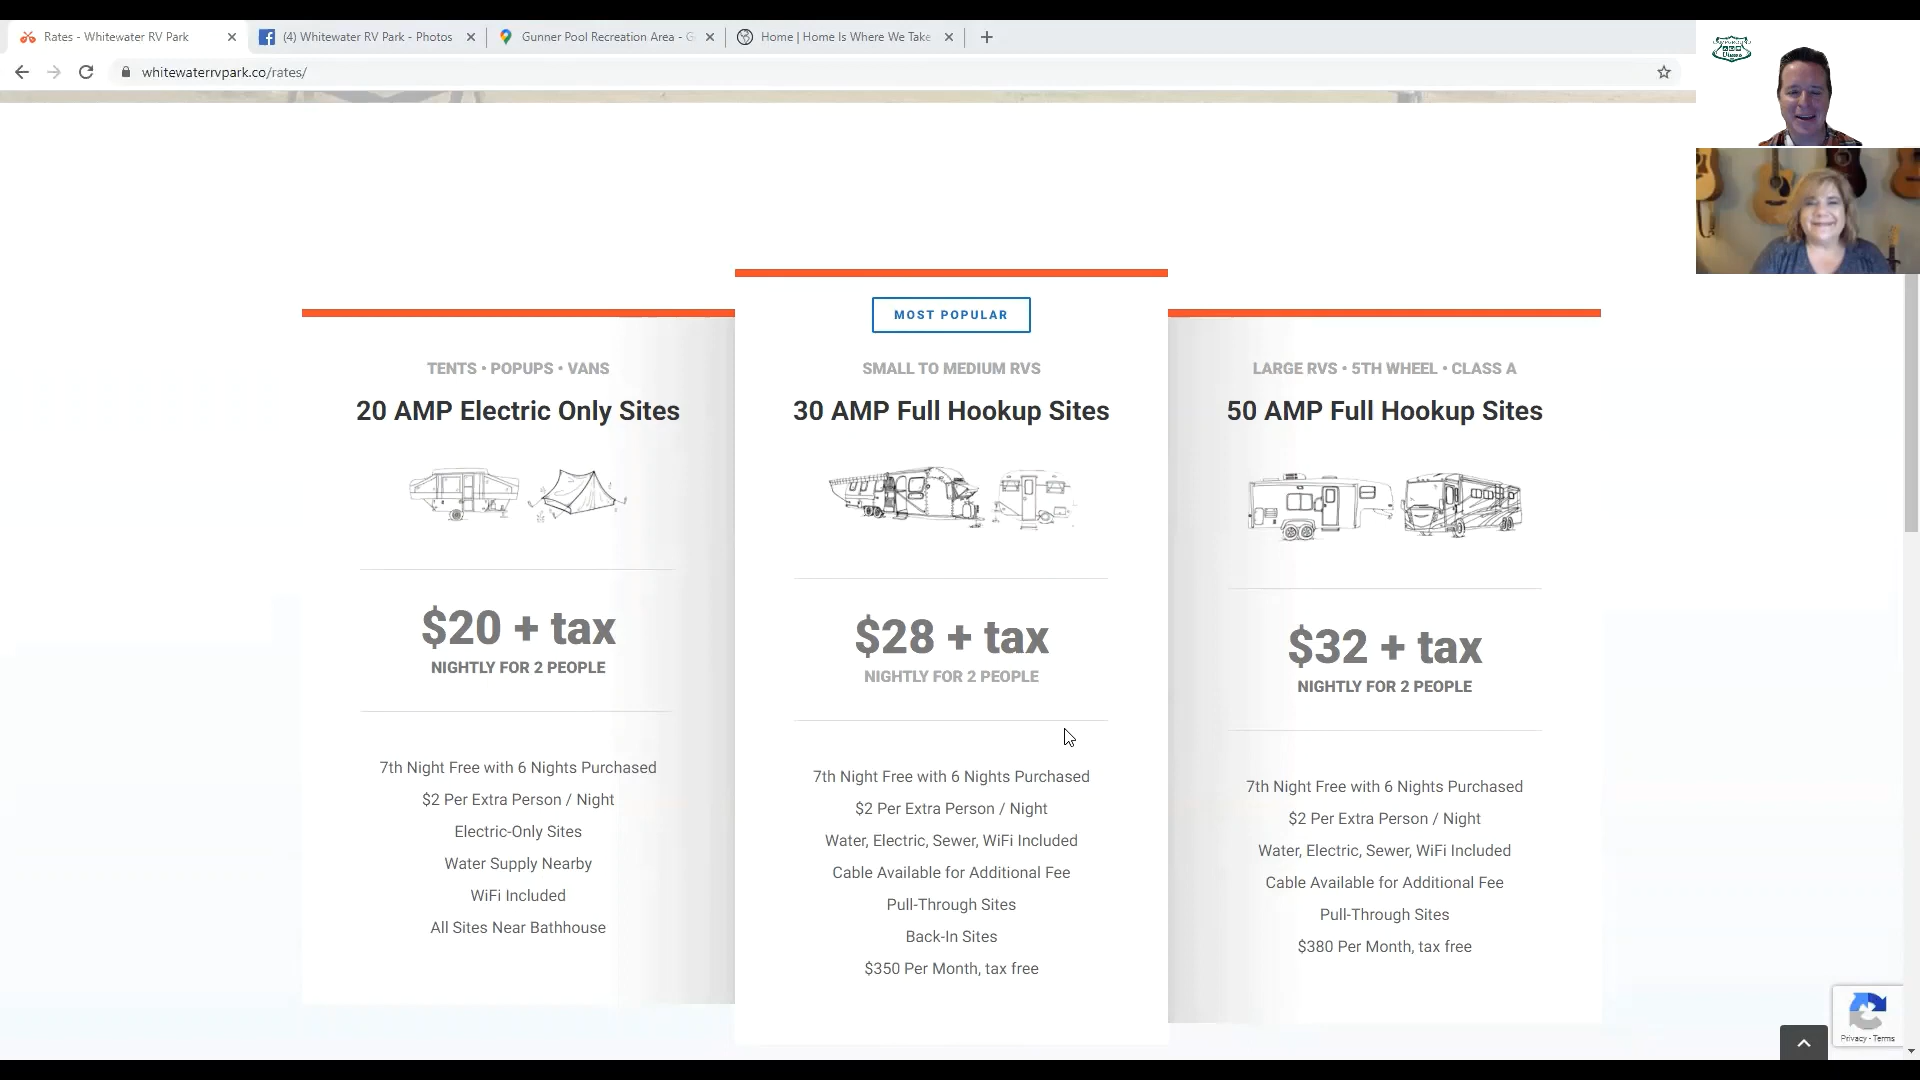 Rates - Whitewater RV Park
(4) Whitewater RV Park - Photos
Gunner Pool Recreation Area - G
Home | Home Is Where We Take
whitewaterrvpark.co/rates/
MOST POPULAR
TENTS • POPUPS • VANS
20 AMP Electric Only Sites
$20 + tax
NIGHTLY FOR 2 PEOPLE
7th Night Free with 6 Nights Purchased
$2 Per Extra Person / Night
Electric-Only Sites
Water Supply Nearby
WiFi Included
All Sites Near Bathhouse
SMALL TO MEDIUM RVS
30 AMP Full Hookup Sites
$28 + tax
NIGHTLY FOR 2 PEOPLE
7th Night Free with 6 Nights Purchased
$2 Per Extra Person / Night
Water, Electric, Sewer, WiFi Included
Cable Available for Additional Fee
Pull-Through Sites
Back-In Sites
$350 Per Month, tax free
LARGE RVS • 5TH WHEEL • CLASS A
50 AMP Full Hookup Sites
$32 + tax
NIGHTLY FOR 2 PEOPLE
7th Night Free with 6 Nights Purchased
$2 Per Extra Person / Night
Water, Electric, Sewer, WiFi Included
Cable Available for Additional Fee
Pull-Through Sites
$380 Per Month, tax free
Privacy - Terms